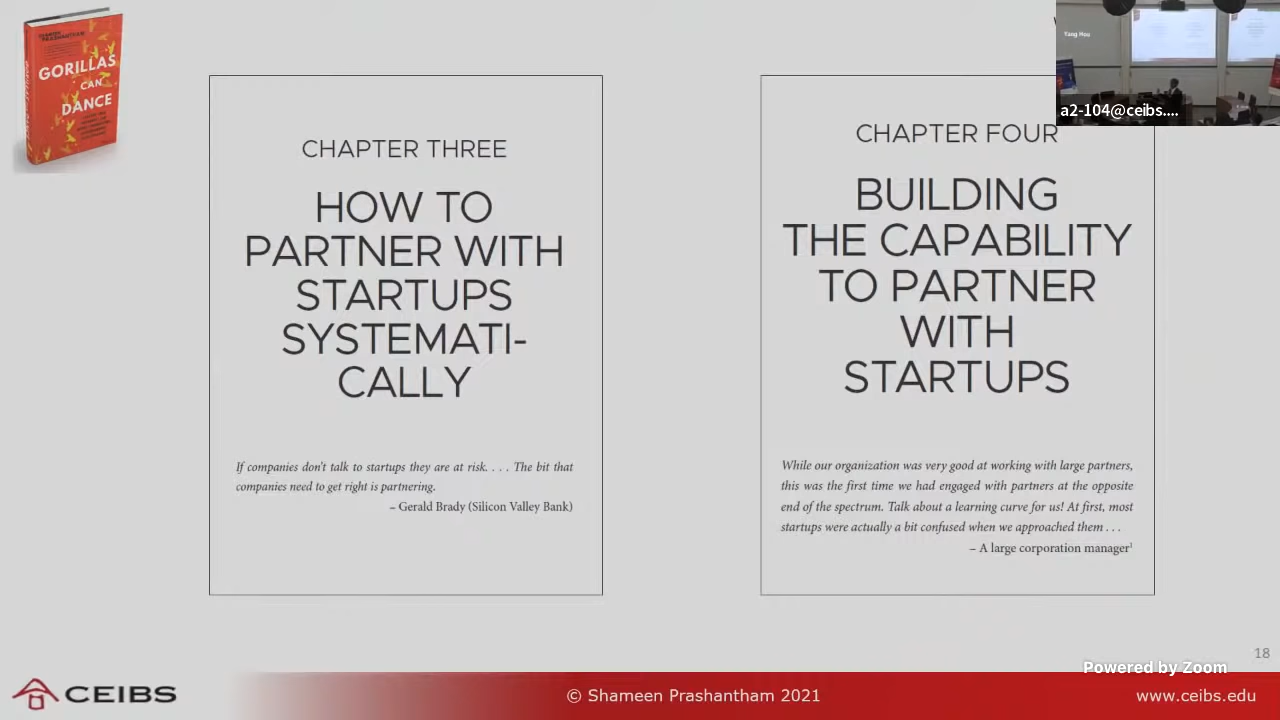 SHAMEEN
PRASHANTHAM
GORILLAS
CAN
DANCE
Yang Hou
a2-104@ceibs....
CHAPTER THREE
HOW TO
PARTNER WITH
STARTUPS
SYSTEMATI-
CALLY
If companies don't talk to startups they are at risk. . . . The bit that
companies need to get right is partnering.
– Gerald Brady (Silicon Valley Bank)
CHAPTER FOUR
BUILDING
THE CAPABILITY
TO PARTNER
WITH
STARTUPS
While our organization was very good at working with large partners,
this was the first time we had engaged with partners at the opposite
end of the spectrum. Talk about a learning curve for us! At first, most
startups were actually a bit confused when we approached them . . .
– A large corporation manager¹
18
Powered by Zoom
CEIBS
© Shameen Prashantham 2021
www.ceibs.edu